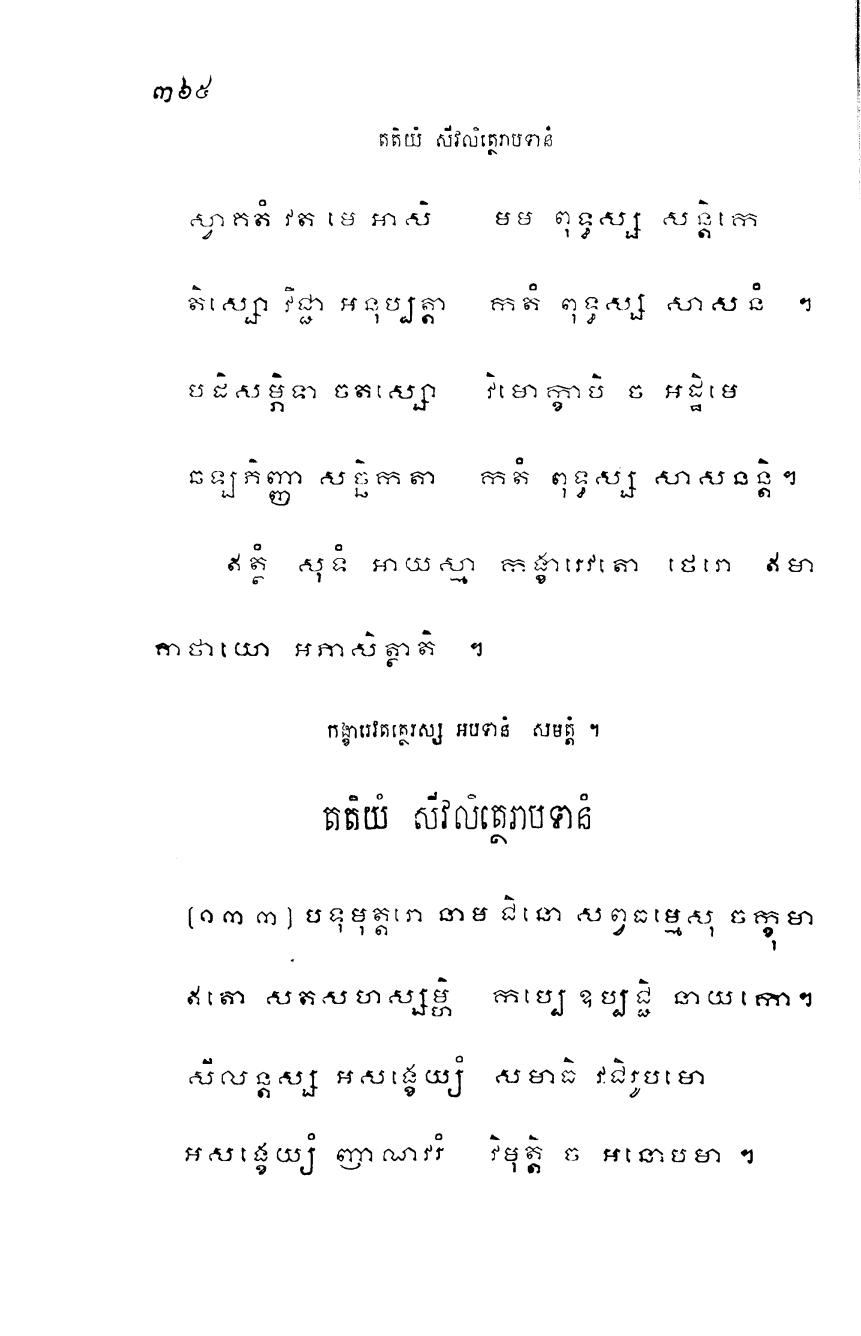 ៣៦៥
តតិយំ សីវលិត្ថេរាបទានំ
ស្វាកតំ វត មេ អាសិ មម ពុទ្ធស្ស សន្តិកេ
តិស្សោ វិជ្ជា អនុប្បត្តា កតំ ពុទ្ធស្ស សាសនំ ។
បដិសម្ភិទា ចតស្សោ វិមោក្ខាបិ ច អដ្ឋិមេ
ឆឡភិញ្ញា សច្ឆិកតា កតំ ពុទ្ធស្ស សាសនន្តិ។
ឥត្ថំ សុទំ អាយស្មា កង្ខារេវតោ ថេរោ ឥមា
គាថាយោ អភាសិត្ថាតិ ។
កង្ខារេវតត្ថេរស្ស អបទានំ សមត្តំ ។
តតិយំ សីវលិត្ថេរាបទានំ
(១៣៣) បទុមុត្តរោ នាម ជិនោ សព្វធម្មេសុ ចក្ខុមា
ឥតោ សតសហស្សម្ហិ កប្បេ ឧប្បជ្ជិ នាយកោ។
សីលន្តស្ស អសង្ខេយ្យំ សមាធិ វជិរូបមោ
អសង្ខេយ្យំ ញាណវរំ វិមុត្តិ ច អនោបមា ។